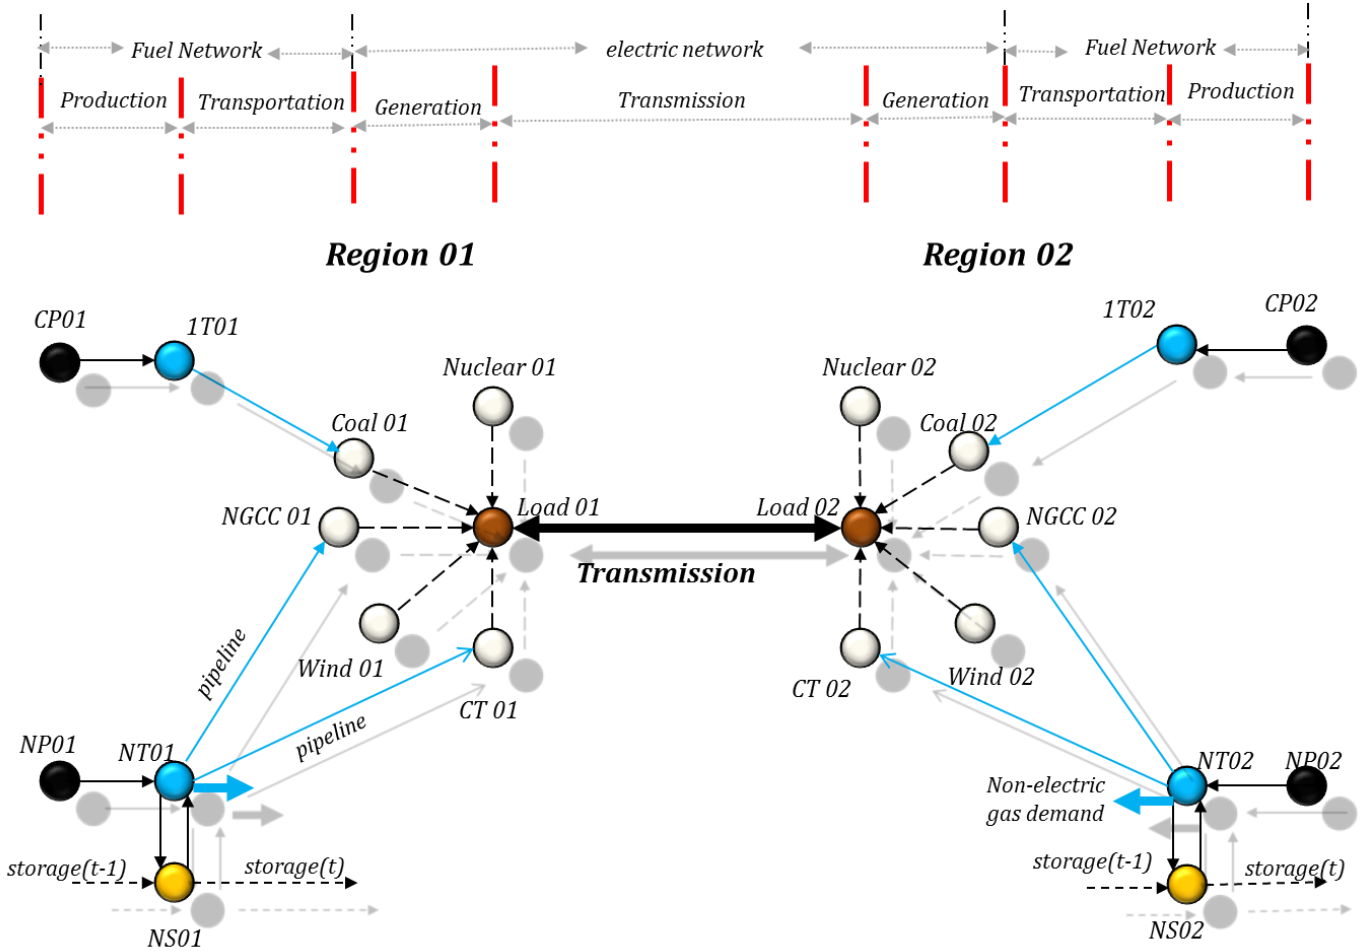 Fuel Network
electric network
Fuel Network
Production
Transportation
Generation
Transmission
Generation
Transportation
Production
Region 01
Region 02
CP01
1T01
1T02
CP02
Nuclear 01
Nuclear 02
Coal 01
Coal 02
NGCC 01
Load 01
Load 02
NGCC 02
Transmission
Wind 01
Wind 02
CT 01
CT 02
pipeline
pipeline
NP01
NT01
NT02
NP02
Non-electric
gas demand
storage(t-1)
storage(t)
storage(t-1)
storage(t)
NS01
NS02